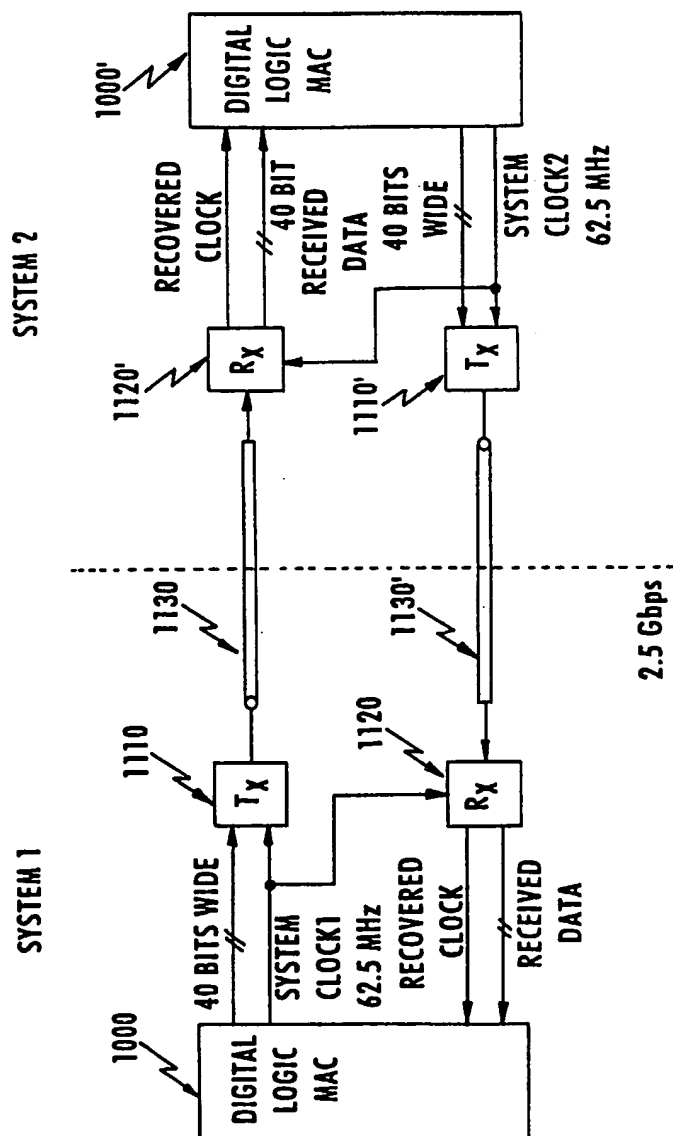 SYSTEM 1
SYSTEM 2
1000
DIGITAL
LOGIC
MAC
40 BITS WIDE
SYSTEM
CLOCK1
62.5 MHz
RECOVERED
CLOCK
RECEIVED
DATA
1110
TX
1120
RX
1130
1130'
2.5 Gbps
1120'
RX
1110'
TX
RECOVERED
CLOCK
40 BIT
RECEIVED
DATA
40 BITS
WIDE
SYSTEM
CLOCK2
62.5 MHz
1000'
DIGITAL
LOGIC
MAC